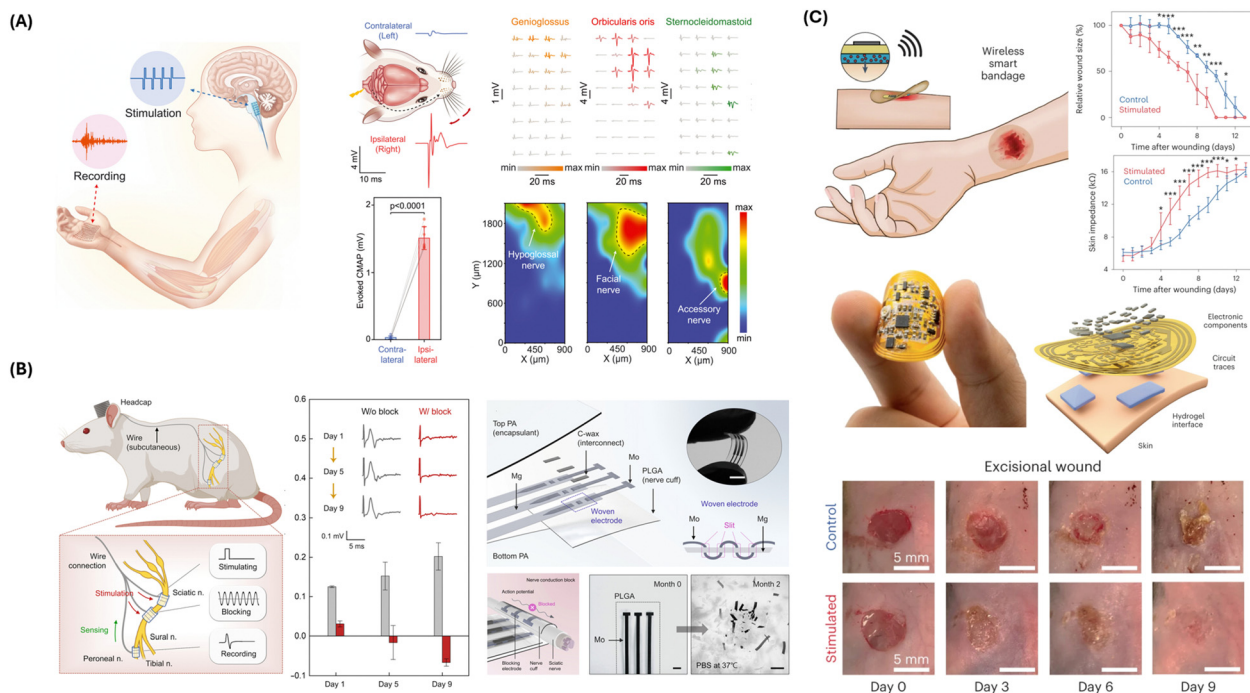 (A)
Stimulation
Recording
Contralateral
(Left)
Ipsilateral
(Right)
4 mV
10 ms
Evoked CMAP (mV)
2
1
0
p<0.0001
Contra-
lateral
Ipsi-
lateral
Genioglossus
Orbicularis oris
Sternocleidomastoid
1 mV
4 mV
4 mV
min
max
min
max
min
max
20 ms
20 ms
20 ms
Y (µm)
1800
1200
600
0
Hypoglossal
nerve
Facial
nerve
Accessory
nerve
max
min
0 450 900
0 450 900
0 450 900
X (µm)
X (µm)
X (µm)
(B)
Headcap
Wire
(subcutaneous)
Wire
connection
Stimulation
Sensing
Sciatic n.
Sural n.
Peroneal n.
Tibial n.
Stimulating
Blocking
Recording
0.6
0.5
0.4
0.3
0.2
0.1
0.0
−0.1
W/o block
W/ block
Day 1
Day 5
Day 9
0.1 mV
5 ms
Day 1
Day 5
Day 9
Top PA
(encapsulant)
C-wax
(interconnect)
Mo
PLGA
(nerve cuff)
Mg
Woven
electrode
Bottom PA
Woven electrode
Mo
Slit
Mg
Nerve conduction block
Action potential
Blocked
Blocking
electrode
Nerve
cuff
Sciatic
nerve
Month 0
PLGA
Mo
Month 2
PBS at 37℃
(C)
Wireless
smart
bandage
Relative wound size (%)
100
50
0
* * *** *** ** ** ** *
Control
Stimulated
0 4 8 12
Time after wounding (days)
Skin impedance (kΩ)
16
12
8
4
Stimulated
Control
* *** *** *** *** *** *** * *
0 4 8 12
Time after wounding (days)
Electronic
components
Circuit
traces
Hydrogel
interface
Skin
Excisional wound
Control
5 mm
Stimulated
5 mm
Day 0
Day 3
Day 6
Day 9